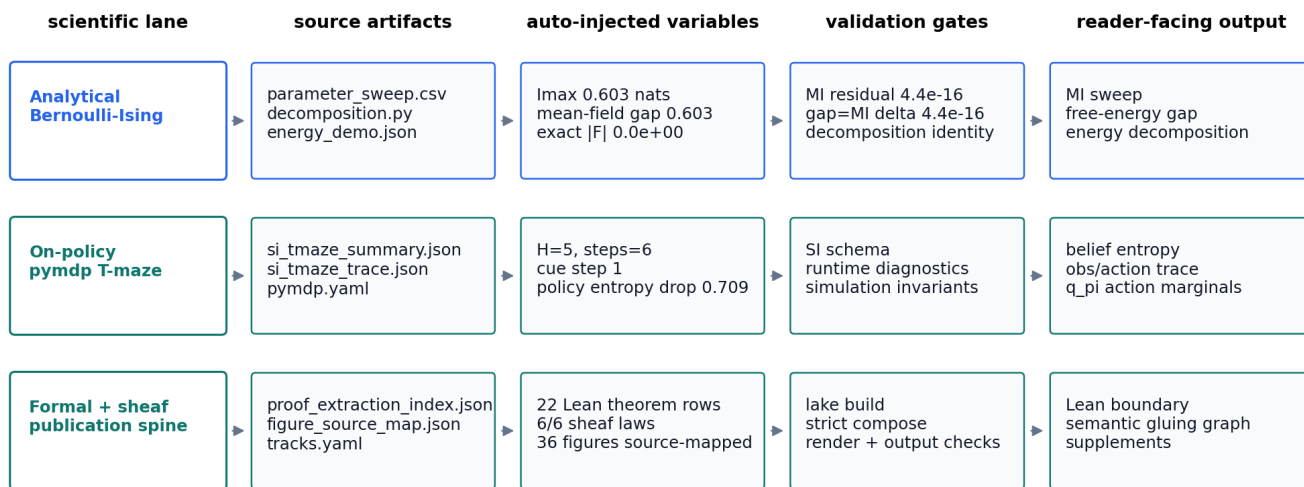 scientific lane
source artifacts
auto-injected variables
validation gates
reader-facing output
Analytical
Bernoulli-Ising
parameter_sweep.csv
decomposition.py
energy_demo.json
Imax 0.603 nats
mean-field gap 0.603
exact |F| 0.0e+00
MI residual 4.4e-16
gap=MI delta 4.4e-16
decomposition identity
MI sweep
free-energy gap
energy decomposition
On-policy
pymdp T-maze
si_tmaze_summary.json
si_tmaze_trace.json
pymdp.yaml
H=5, steps=6
cue step 1
policy entropy drop 0.709
SI schema
runtime diagnostics
simulation invariants
belief entropy
obs/action trace
q_pi action marginals
Formal + sheaf
publication spine
proof_extraction_index.json
figure_source_map.json
tracks.yaml
22 Lean theorem rows
6/6 sheaf laws
36 figures source-mapped
lake build
strict compose
render + output checks
Lean boundary
semantic gluing graph
supplements